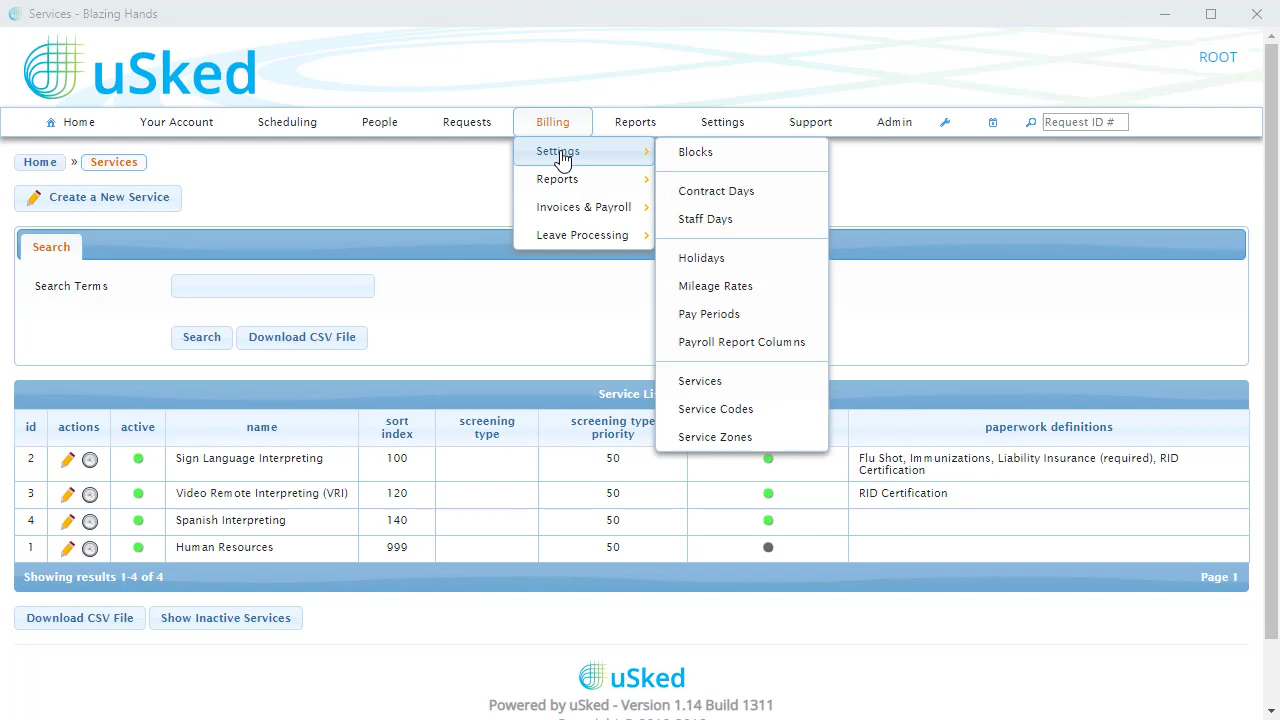 Services - Blazing Hands
uSked
ROOT
Home Your Account Scheduling People Requests Billing Reports Settings Support Admin Request ID #
Home » Services
Create a New Service
Settings
Reports
Invoices & Payroll
Leave Processing
Blocks
Contract Days
Staff Days
Holidays
Mileage Rates
Pay Periods
Payroll Report Columns
Services
Service Codes
Service Zones
Search
Search Terms
Search Download CSV File
Service Li
id actions active name sort index screening type screening type priority paperwork definitions
2 Sign Language Interpreting 100 50 Flu Shot, Immunizations, Liability Insurance (required), RID
Certification
3 Video Remote Interpreting (VRI) 120 50 RID Certification
4 Spanish Interpreting 140 50
1 Human Resources 999 50
Showing results 1-4 of 4 Page 1
Download CSV File Show Inactive Services
uSked
Powered by uSked - Version 1.14 Build 1311